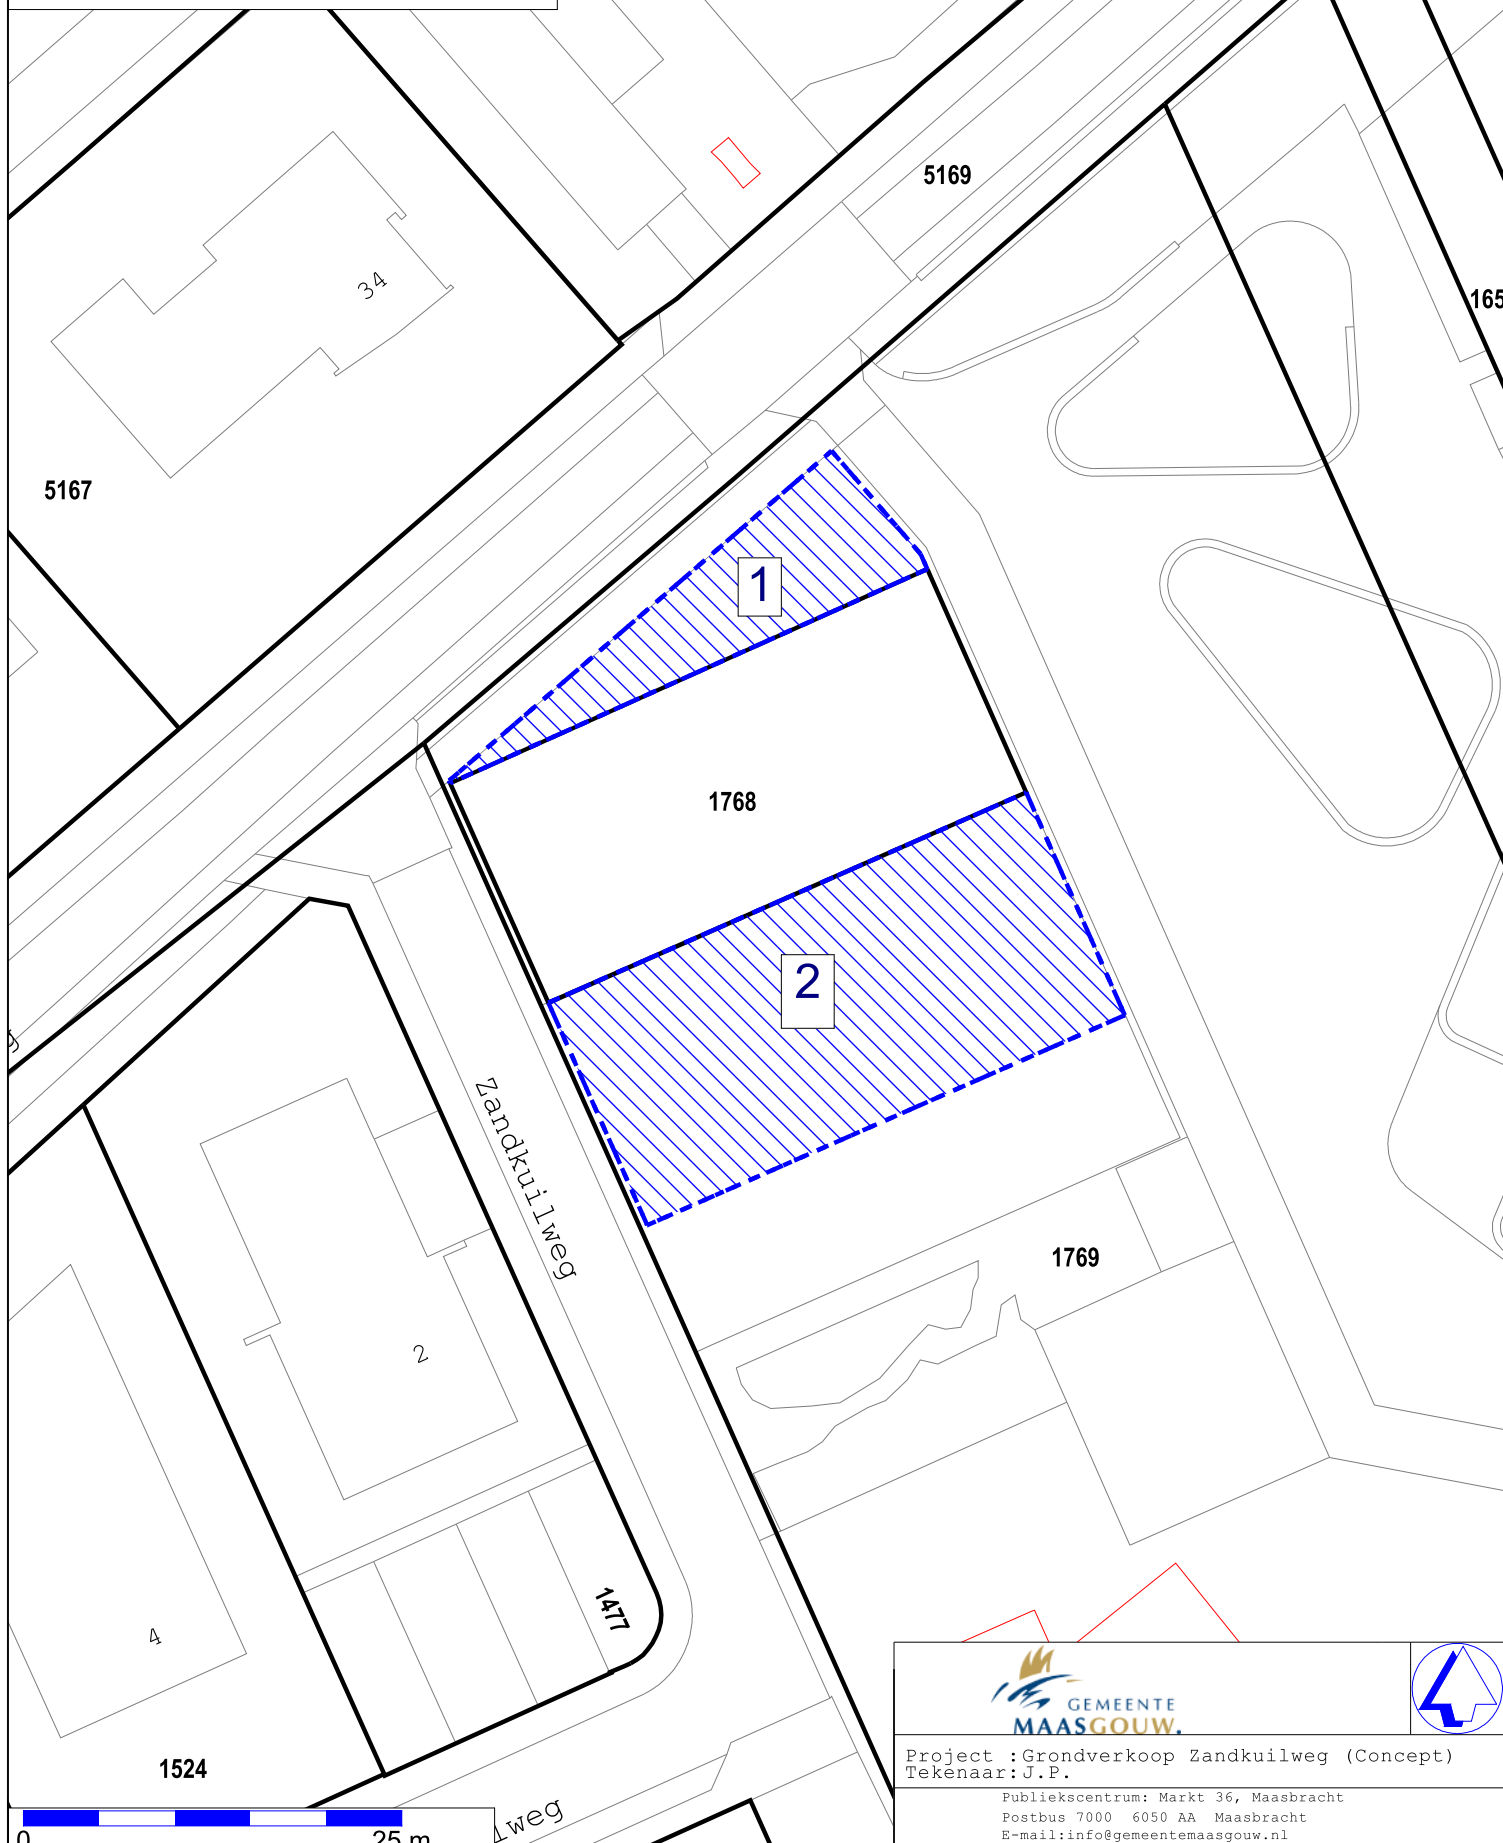 5169
34
165
5167
1
1768
2
Zandkuilweg
1769
2
1477
4
1524
lweg
0 25 m
GEMEENTE
MAASGOUW.
Project :Grondverkoop Zandkuilweg (Concept)
Tekenaar:J.P.
Publiekscentrum: Markt 36, Maasbracht
Postbus 7000 6050 AA Maasbracht
E-mail:info@gemeentemaasgouw.nl